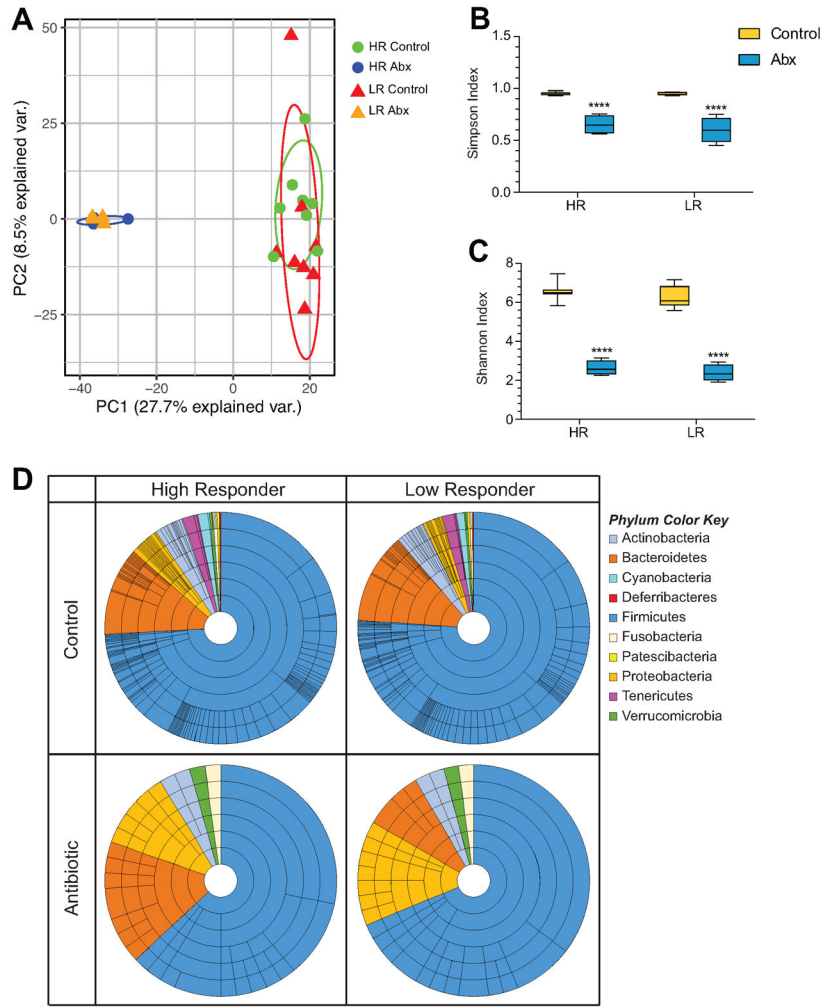 A
50
25
0
−25
−40
−20
0
20
PC2 (8.5% explained var.)
PC1 (27.7% explained var.)
HR Control
HR Abx
LR Control
LR Abx
B
1.5
1.0
0.5
0.0
Simpson Index
****
****
HR
LR
Control
Abx
C
8
6
4
2
0
Shannon Index
****
****
HR
LR
D
High Responder
Low Responder
Control
Antibiotic
Phylum Color Key
Actinobacteria
Bacteroidetes
Cyanobacteria
Deferribacteres
Firmicutes
Fusobacteria
Patescibacteria
Proteobacteria
Tenericutes
Verrucomicrobia